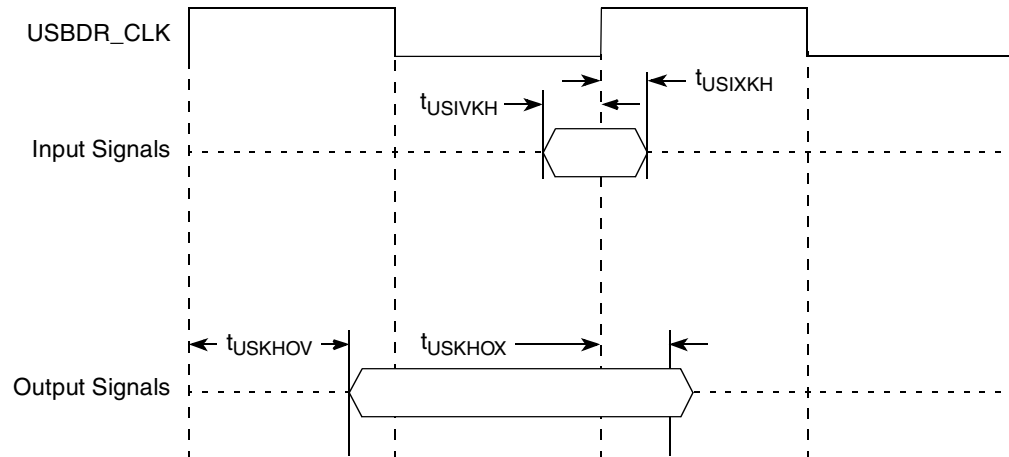 USBDR_CLK
tUSIXKH
tUSIVKH
Input Signals
tUSKHOV
tUSKHOX
Output Signals